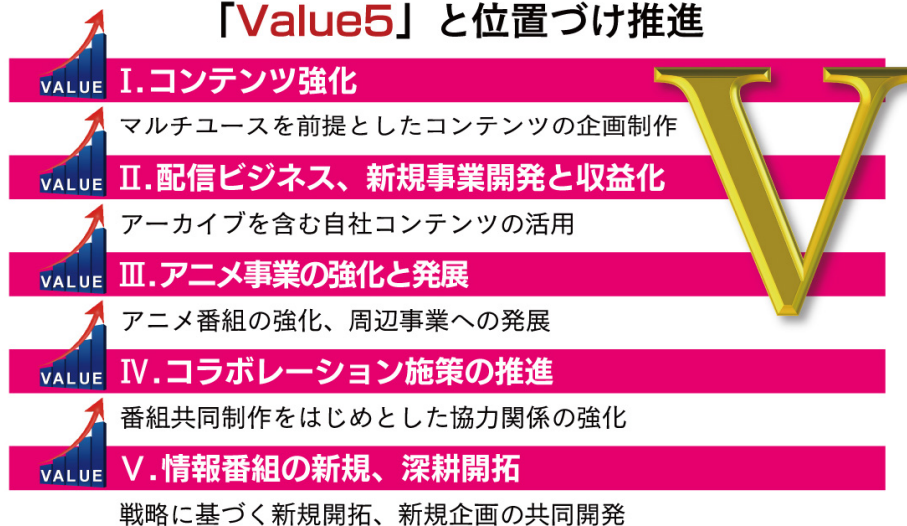 「Value5」と位置づけ推進
VALUE Ⅰ.コンテンツ強化
マルチユースを前提としたコンテンツの企画制作
VALUE Ⅱ.配信ビジネス、新規事業開発と収益化
アーカイブを含む自社コンテンツの活用
VALUE Ⅲ.アニメ事業の強化と発展
アニメ番組の強化、周辺事業への発展
VALUE Ⅳ.コラボレーション施策の推進
番組共同制作をはじめとした協力関係の強化
VALUE Ⅴ.情報番組の新規、深耕開拓
戦略に基づく新規開拓、新規企画の共同開発
V